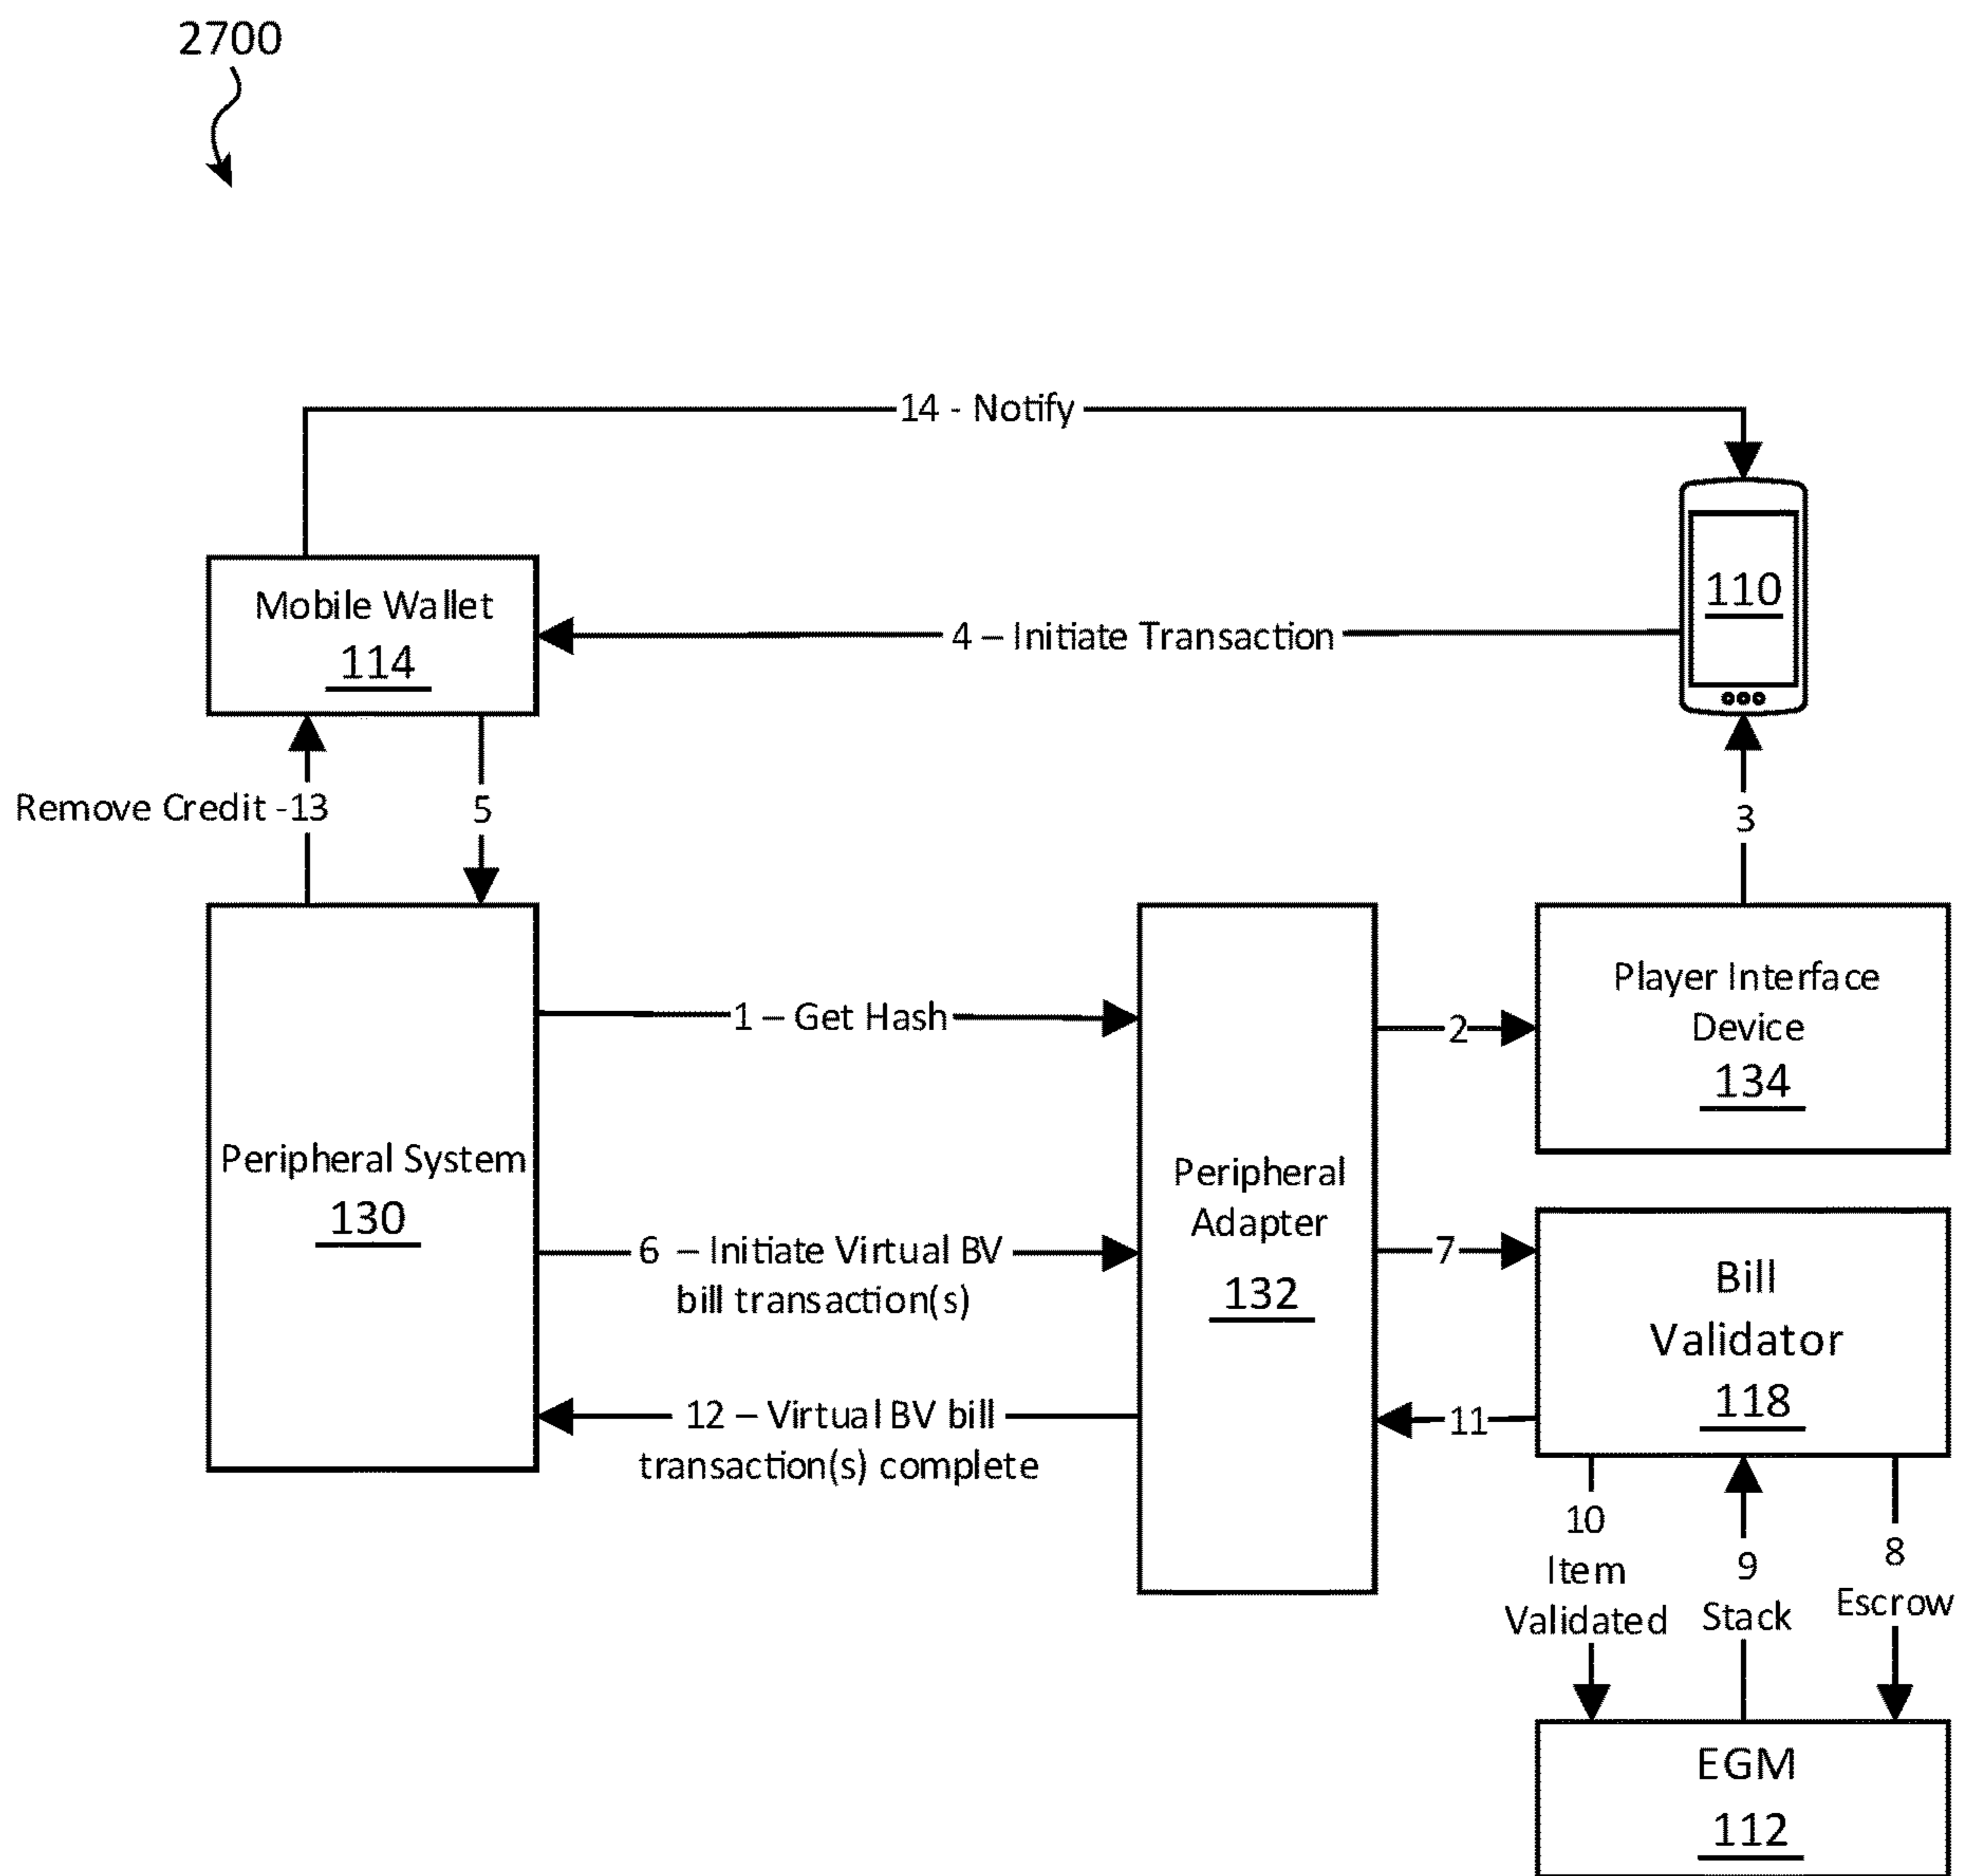 2700
14 - Notify
110
Mobile Wallet
114
4 – Initiate Transaction
Remove Credit -13
5
3
Peripheral System
130
1 – Get Hash
2
Player Interface
Device
134
Peripheral
Adapter
132
6 – Initiate Virtual BV
bill transaction(s)
7
Bill
Validator
118
12 – Virtual BV bill
transaction(s) complete
11
10
Item
Validated
9
Stack
8
Escrow
EGM
112